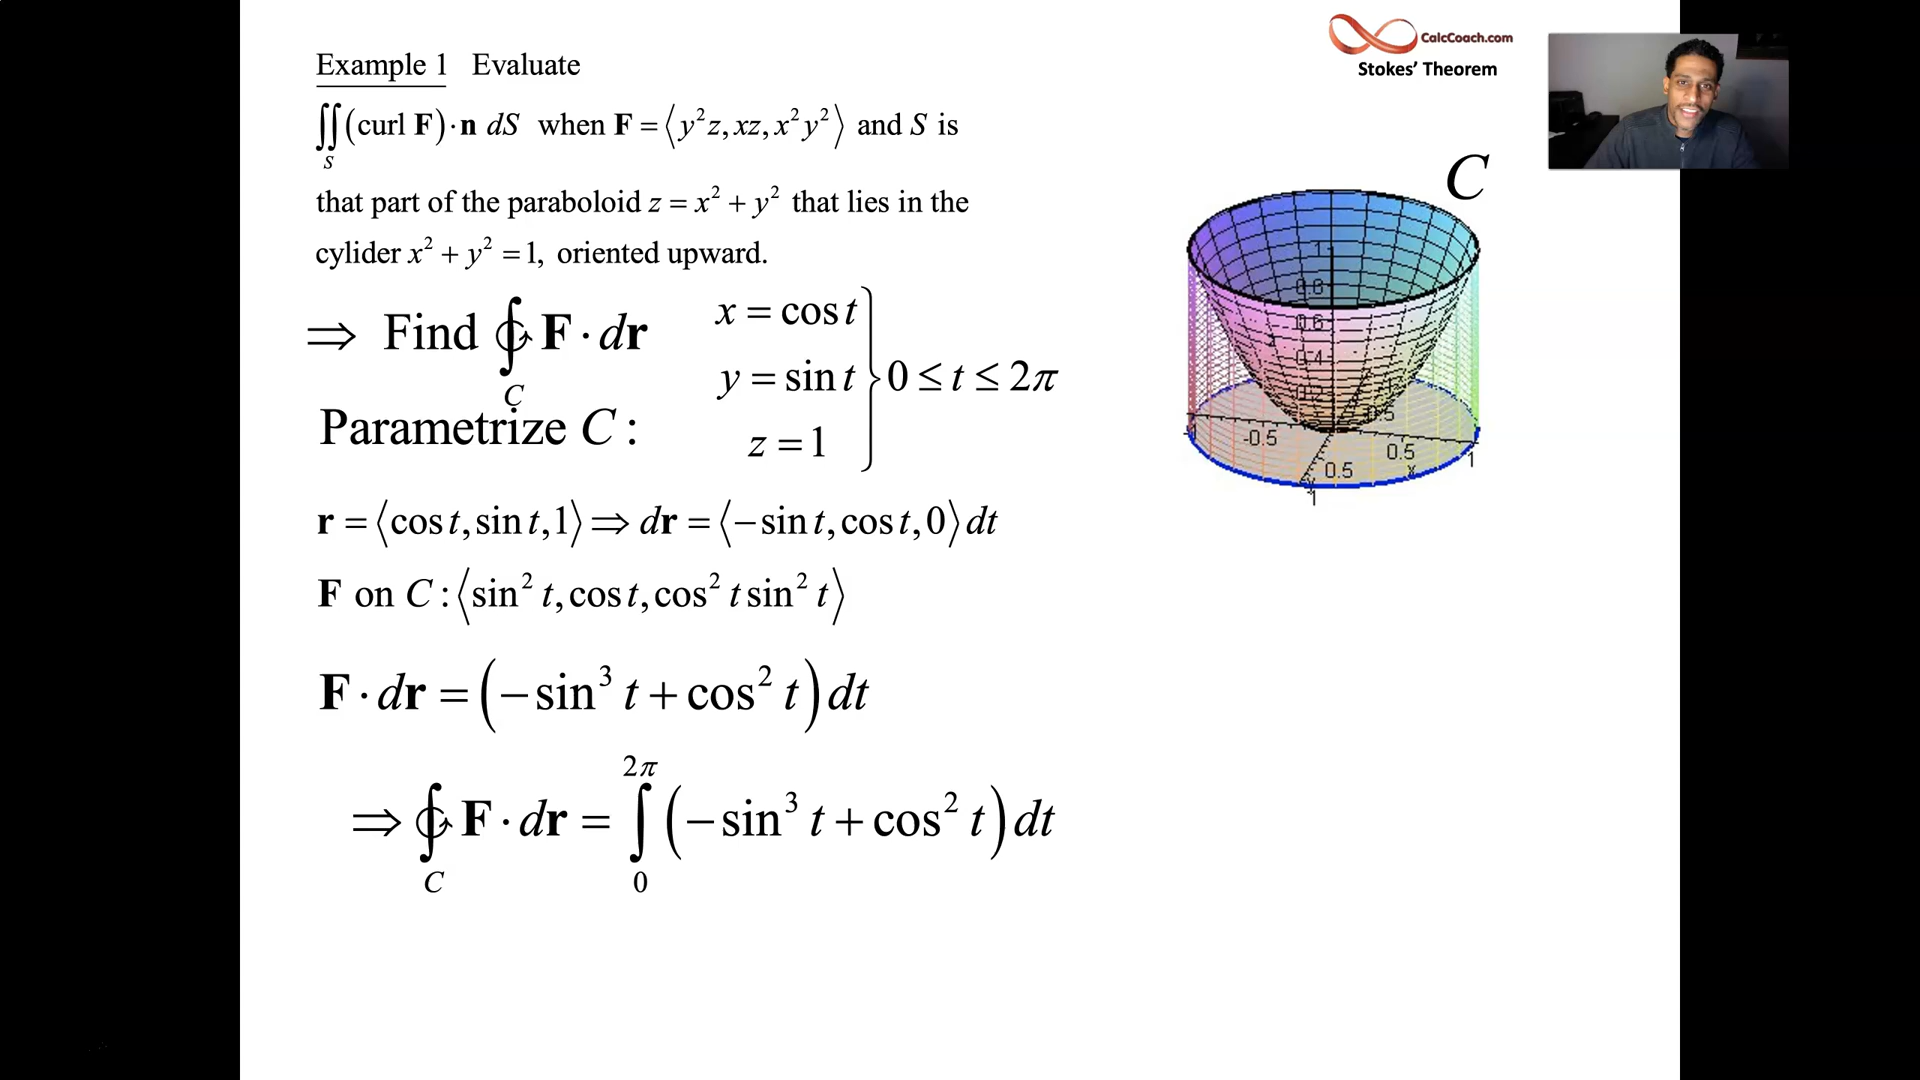 Example 1 Evaluate
∬_S (curl F)·n dS when F = ⟨y²z, xz, x²y²⟩ and S is
that part of the paraboloid z = x² + y² that lies in the
cylider x² + y² = 1, oriented upward.
⇒ Find ∮_C F·dr
Parametrize C:
x = cos t
y = sin t } 0 ≤ t ≤ 2π
z = 1
r = ⟨cos t, sin t, 1⟩ ⇒ dr = ⟨−sin t, cos t, 0⟩ dt
F on C: ⟨sin² t, cos t, cos² t sin² t⟩
F·dr = (−sin³ t + cos² t) dt
⇒ ∮_C F·dr = ∫_0^{2π} (−sin³ t + cos² t) dt
CalcCoach.com
Stokes' Theorem
C
1
0.8
0.6
0.4
-0.5
0.5
0.5
0.5
x
1
1